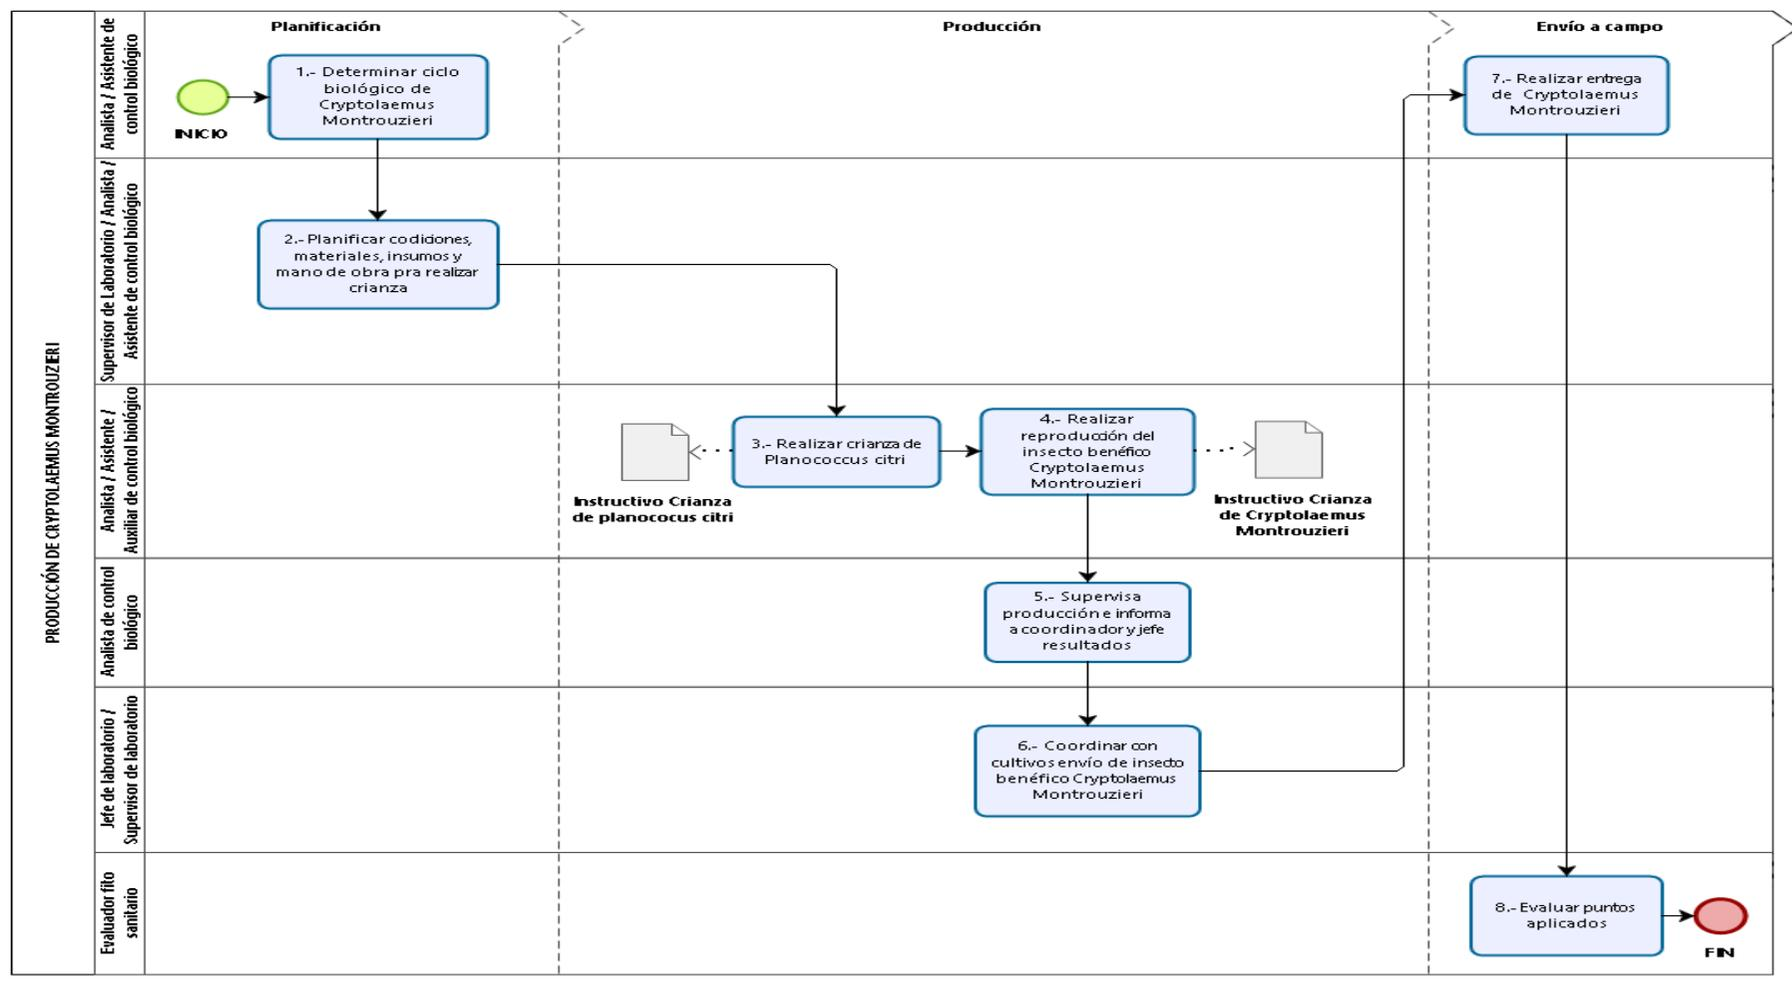 Planificación
Producción
Envío a campo
PRODUCCIÓN DE CRYPTOLAEMUS MONTROUZIERI
Analista / Asistente de
control biológico
INICIO
1.- Determinar ciclo
biológico de
Cryptolaemus
Montrouzieri
7.- Realizar entrega
de Cryptolaemus
Montrouzieri
Supervisor de Laboratorio / Analista /
Asistente de control biológico
2.- Planificar codiciones,
materiales, insumos y
mano de obra pra realizar
crianza
Analista / Asistente /
Auxiliar de control biológico
Instructivo Crianza
de planococus citri
3.- Realizar crianza de
Planococcus citri
4.- Realizar
reproducción del
insecto benéfico
Cryptolaemus
Montrouzieri
Instructivo Crianza
de Cryptolaemus
Montrouzieri
Analista de control
biológico
5.- Supervisa
producción e informa
a coordinador y jefe
resultados
Jefe de laboratorio /
Supervisor de laboratorio
6.- Coordinar con
cultivos envío de insecto
benéfico Cryptolaemus
Montrouzieri
Evaluador fito
sanitario
8.- Evaluar puntos
aplicados
FIN